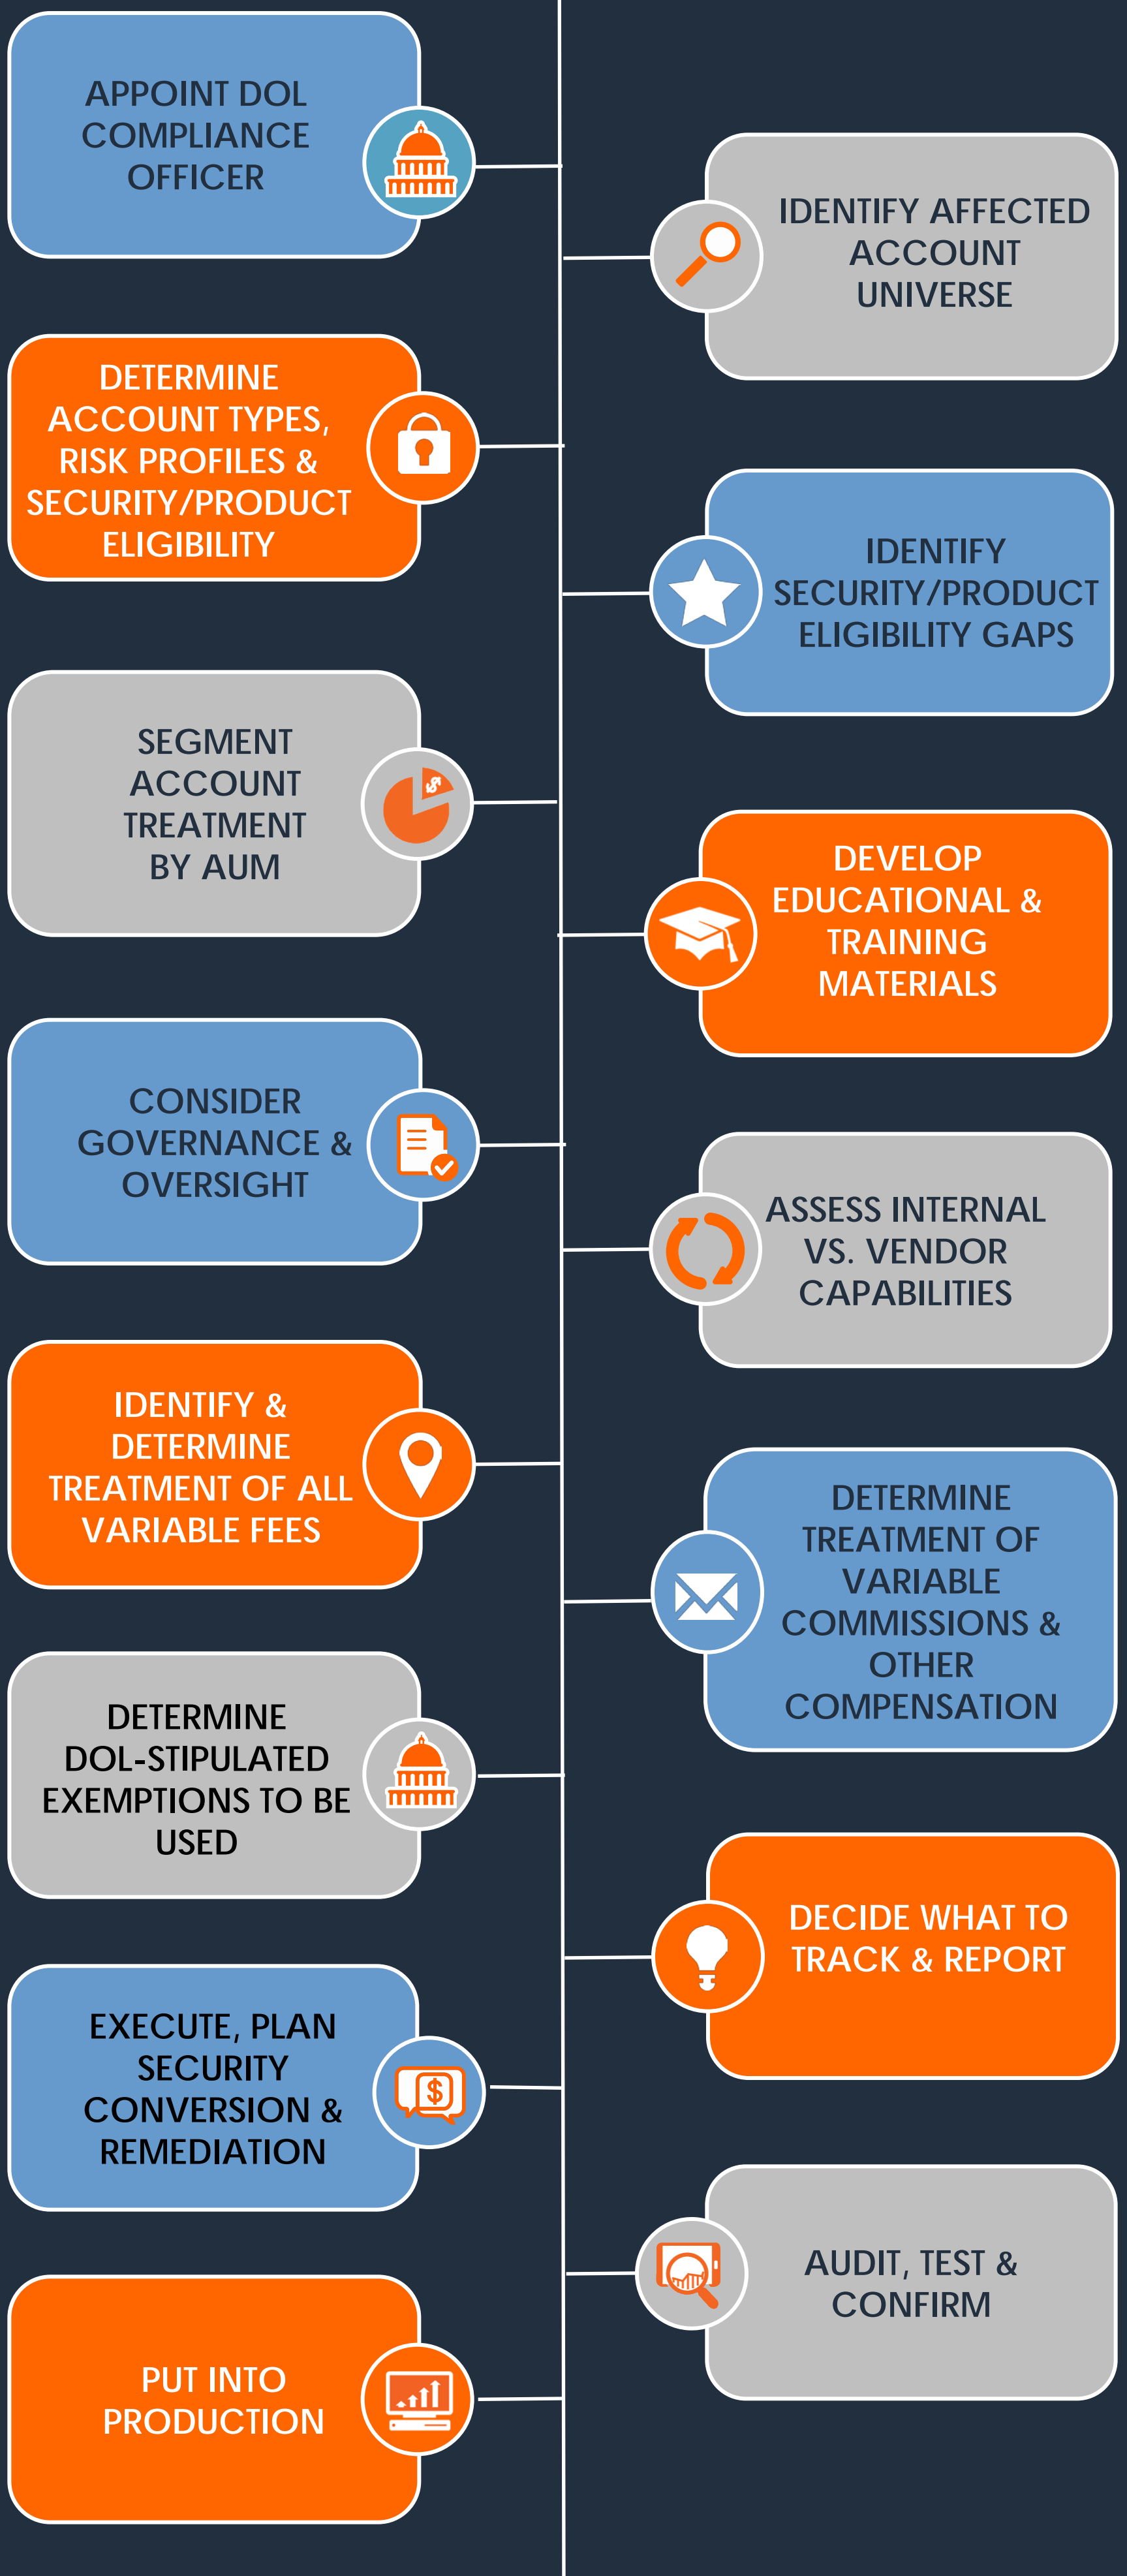 APPOINT DOL
COMPLIANCE
OFFICER
IDENTIFY AFFECTED
ACCOUNT
UNIVERSE
DETERMINE
ACCOUNT TYPES,
RISK PROFILES &
SECURITY/PRODUCT
ELIGIBILITY
IDENTIFY
SECURITY/PRODUCT
ELIGIBILITY GAPS
SEGMENT
ACCOUNT
TREATMENT
BY AUM
$
DEVELOP
EDUCATIONAL &
TRAINING
MATERIALS
CONSIDER
GOVERNANCE &
OVERSIGHT
ASSESS INTERNAL
VS. VENDOR
CAPABILITIES
IDENTIFY &
DETERMINE
TREATMENT OF ALL
VARIABLE FEES
DETERMINE
TREATMENT OF
VARIABLE
COMMISSIONS &
OTHER
COMPENSATION
DETERMINE
DOL-STIPULATED
EXEMPTIONS TO BE
USED
DECIDE WHAT TO
TRACK & REPORT
EXECUTE, PLAN
SECURITY
CONVERSION &
REMEDIATION
$
AUDIT, TEST &
CONFIRM
PUT INTO
PRODUCTION